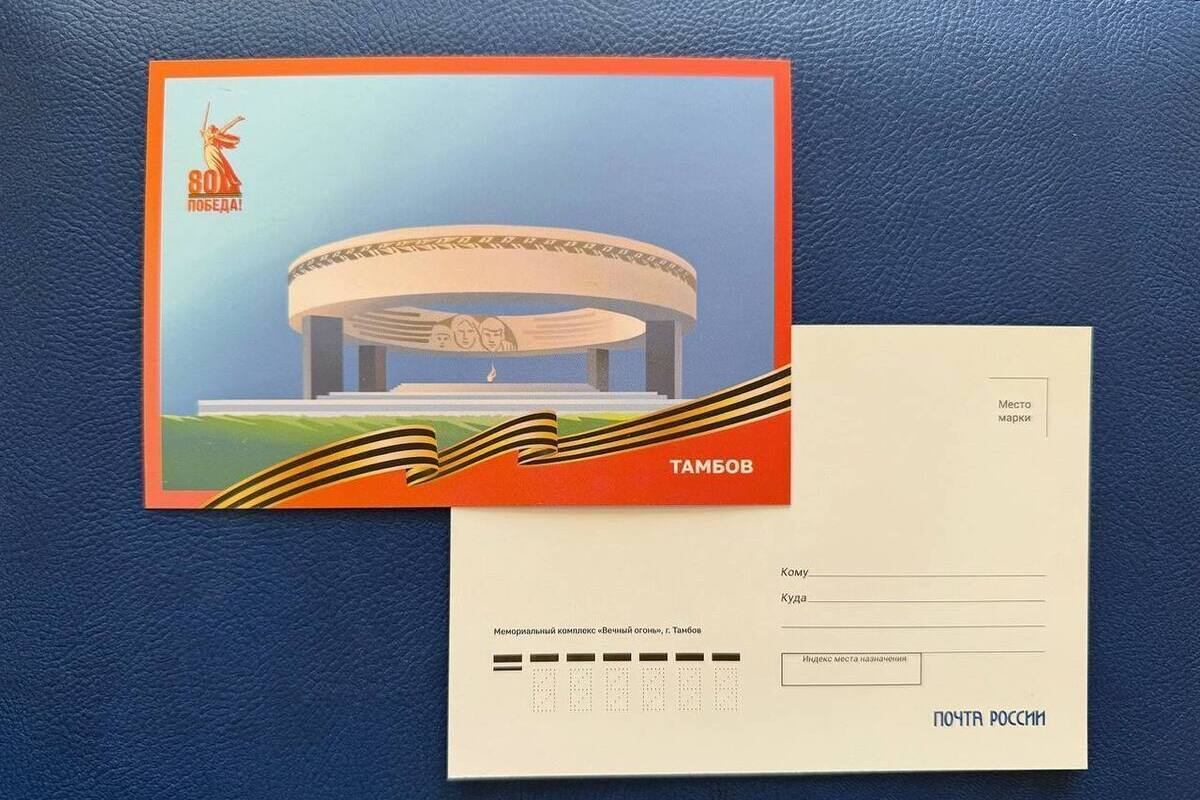 80
ПОБЕДА!
ТАМБОВ
Место
марки
Кому
Куда
Мемориальный комплекс «Вечный огонь», г. Тамбов
Индекс места назначения
ПОЧТА РОССИИ